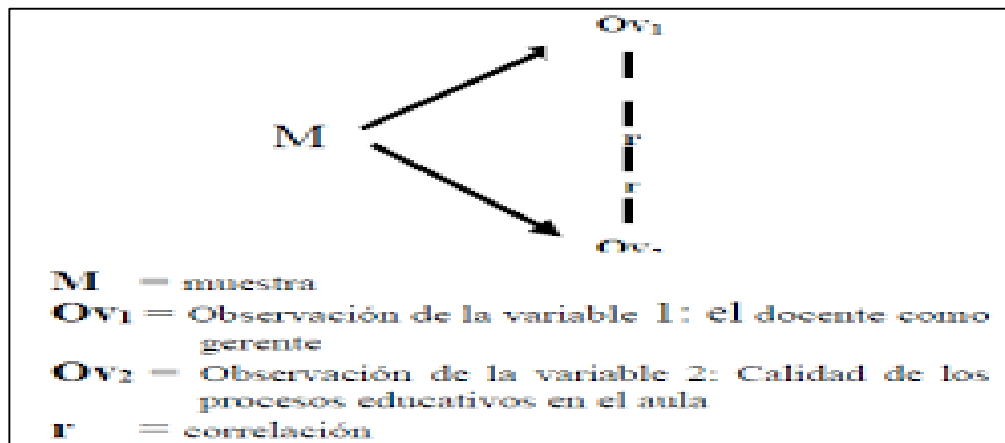 Ov₁
r
M
r
Ov₂
M = muestra
Ov₁ = Observación de la variable 1: el docente como
gerente
Ov₂ = Observación de la variable 2: Calidad de los
procesos educativos en el aula
r = correlación